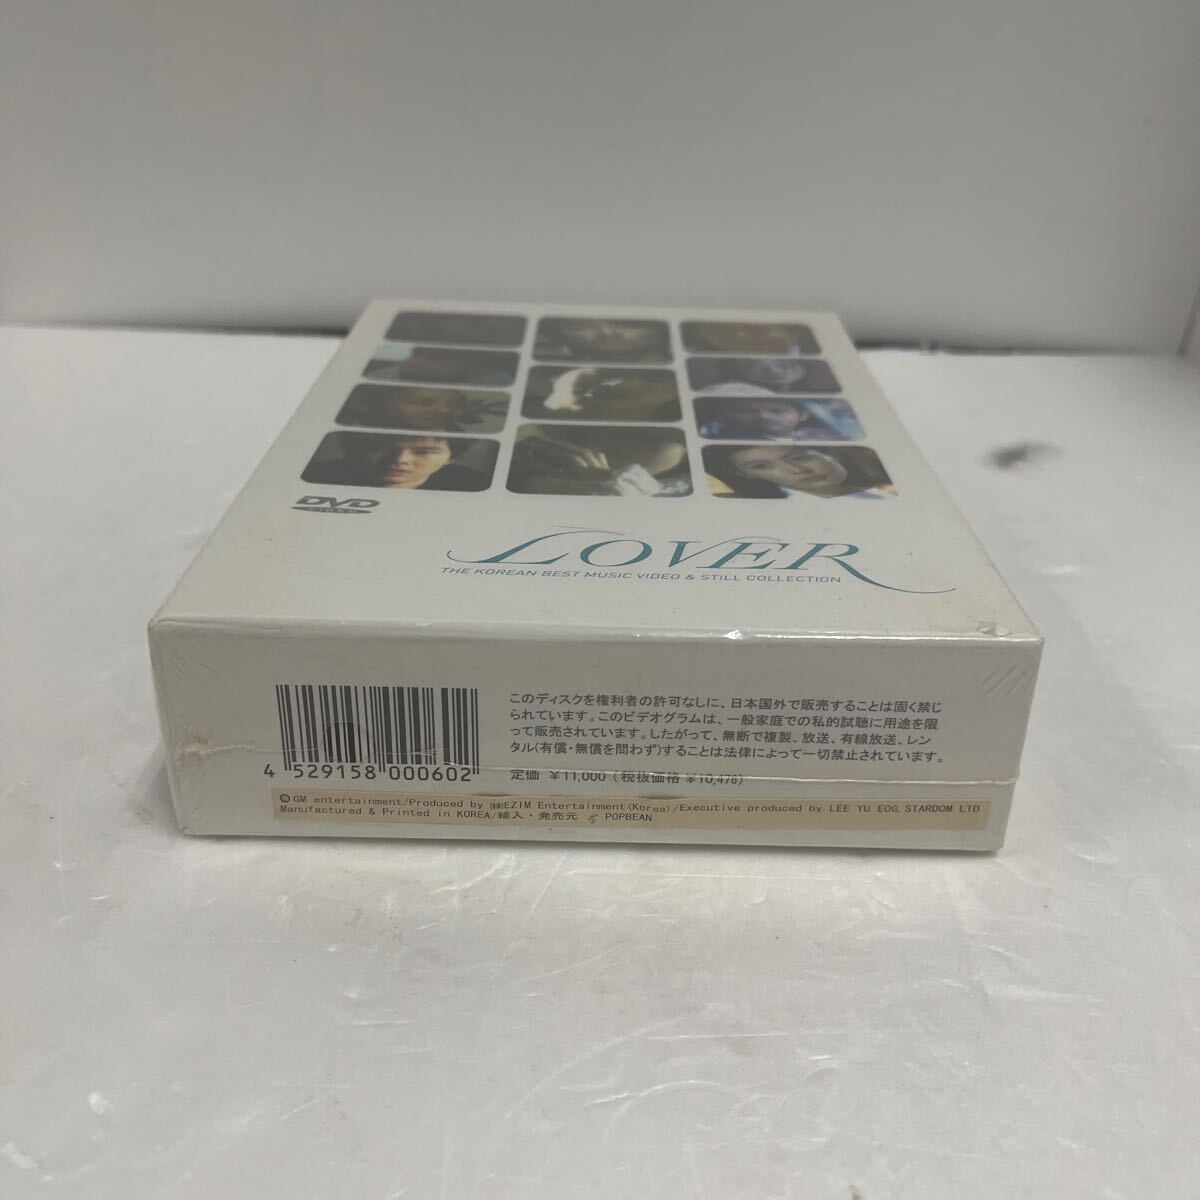 DVD
VIDEO
LOVER
THE KOREAN BEST MUSIC VIDEO & STILL COLLECTION
このディスクを権利者の許可なしに、日本国外で販売することは固く禁じ
られています。このビデオグラムは、一般家庭での私的試聴に用途を限
って販売されています。したがって、無断で複製、放送、有線放送、レン
タル(有償・無償を問わず)することは法律によって一切禁止されています。
4 529158 000602
定価 ¥11,000 (税抜価格 ¥10,476)
GM entertainment/Produced by ㈱EZIM Entertainment(Korea)/Executive produced by LEE YU EOG, STARDOM LTD
Manufactured & Printed in KOREA/輸入・発売元 POPBEAN